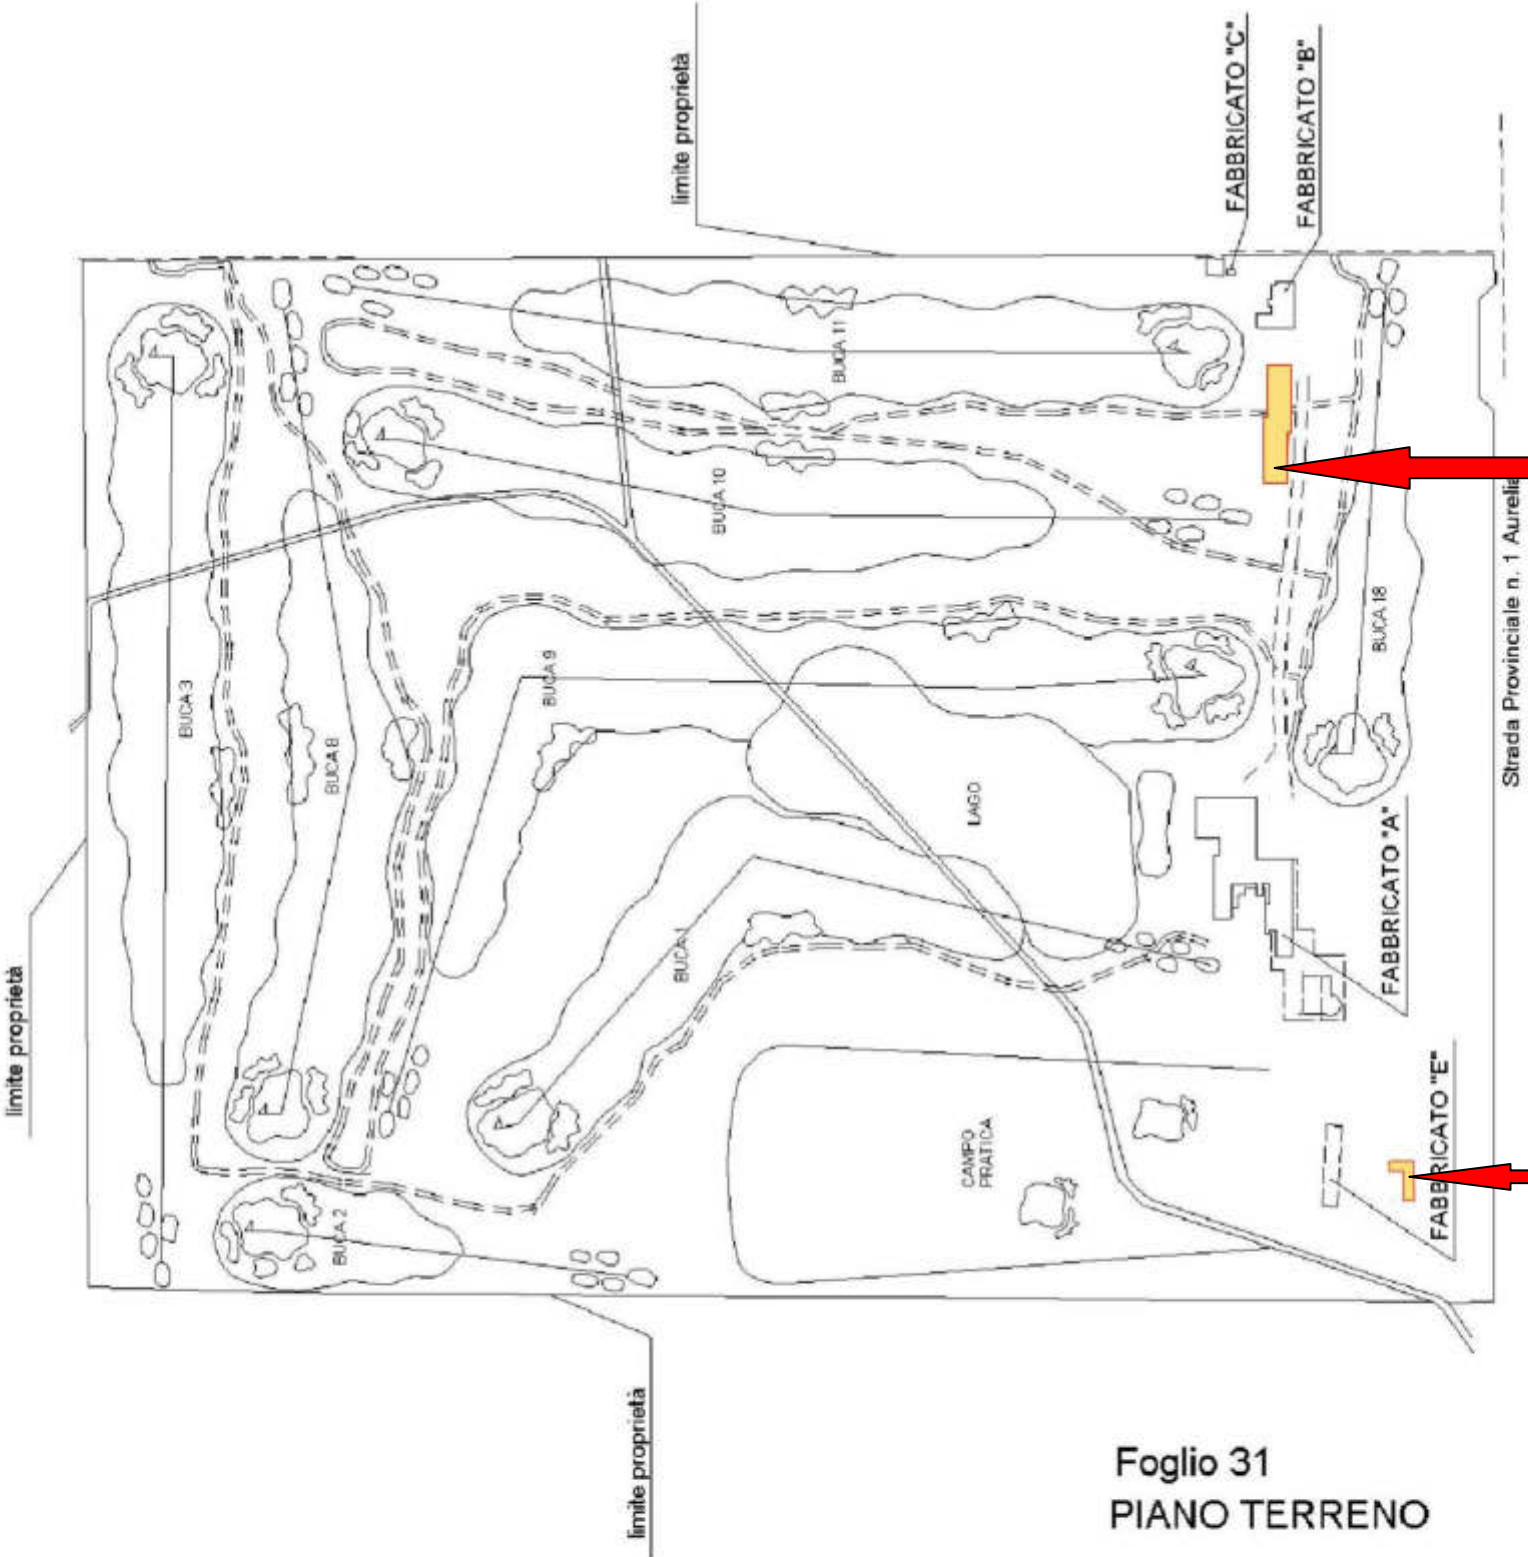 limite proprietà
FABBRICATO "C"
FABBRICATO "B"
BUCA 11
BUCA 10
Strada Provinciale n. 1 Aurelia
BUCA 18
BUCA 9
BUCA 3
BUCA 8
LAGO
FABBRICATO "A"
BUCA 1
limite proprietà
CAMPO
PRATICA
FABBRICATO "E"
BUCA 2
limite proprietà
Foglio 31
PIANO TERRENO